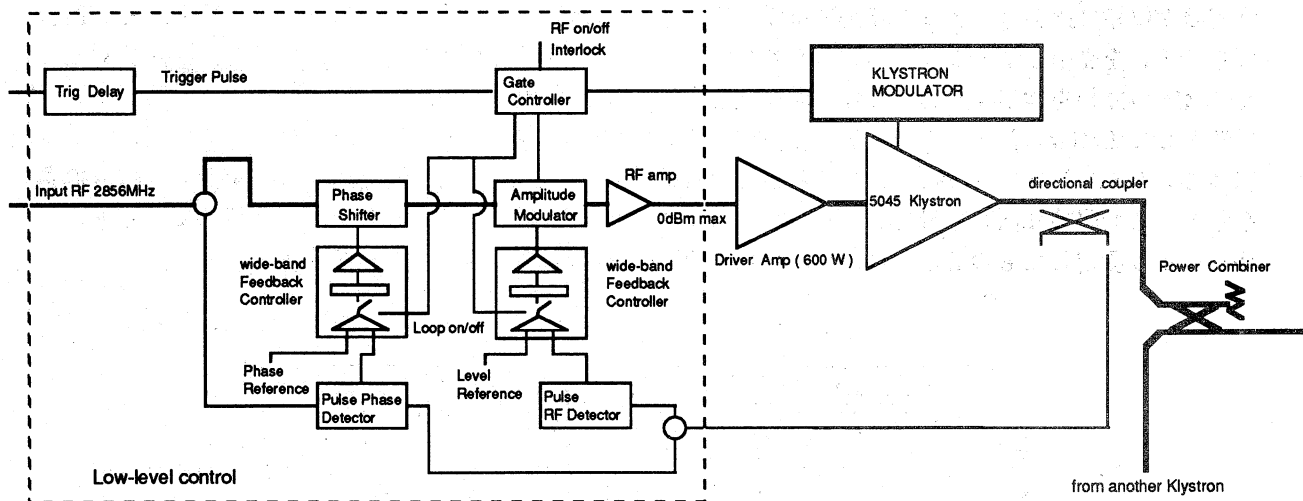 RF on/off
Interlock
Trig Delay
Trigger Pulse
Gate
Controller
KLYSTRON
MODULATOR
Input RF 2856MHz
Phase
Shifter
Amplitude
Modulator
RF amp
0dBm max
Driver Amp ( 600 W )
5045 Klystron
directional coupler
Power Combiner
wide-band
Feedback
Controller
wide-band
Feedback
Controller
Loop on/off
Phase
Reference
Level
Reference
Pulse Phase
Detector
Pulse
RF Detector
Low-level control
from another Klystron